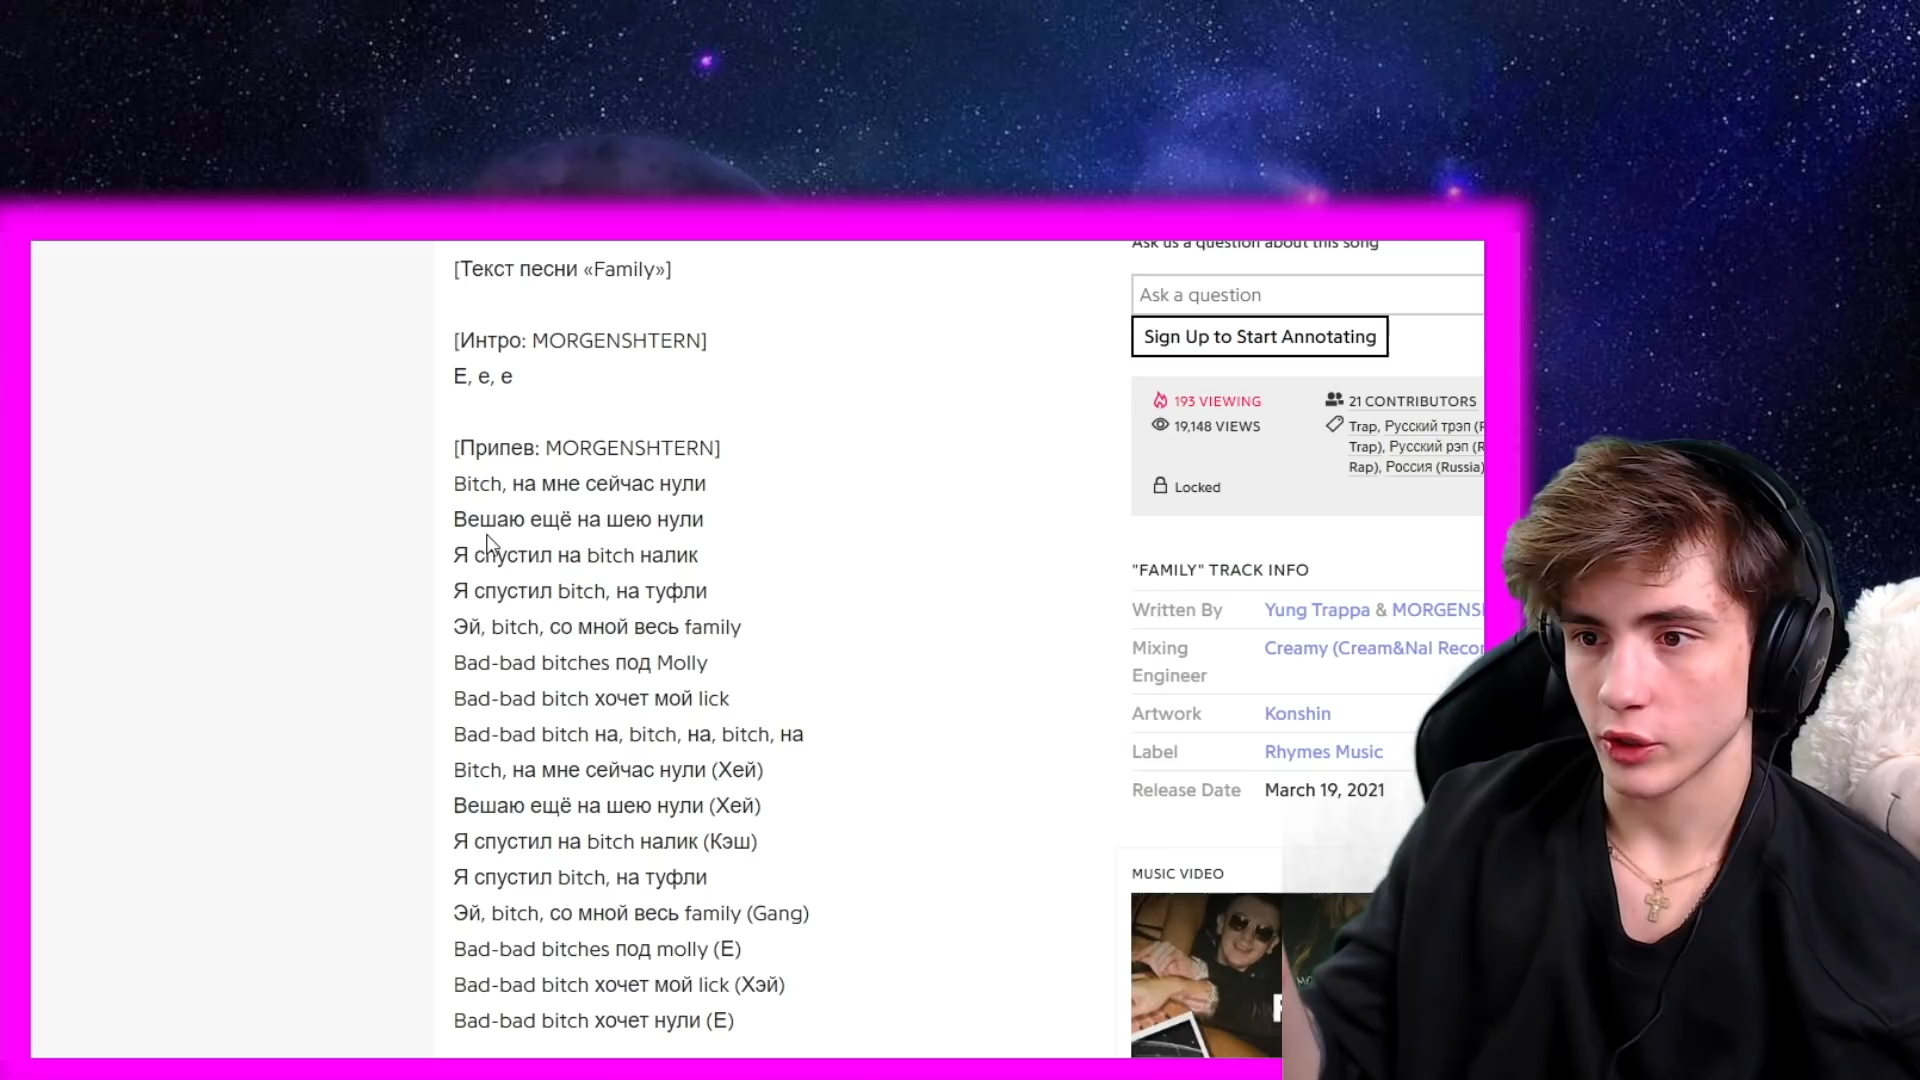 [Текст песни «Family»]
[Интро: MORGENSHTERN]
Е, е, е
[Припев: MORGENSHTERN]
Bitch, на мне сейчас нули
Вешаю ещё на шею нули
Я спустил на bitch налик
Я спустил bitch, на туфли
Эй, bitch, со мной весь family
Bad-bad bitches под Molly
Bad-bad bitch хочет мой lick
Bad-bad bitch на, bitch, на, bitch, на
Bitch, на мне сейчас нули (Хей)
Вешаю ещё на шею нули (Хей)
Я спустил на bitch налик (Кэш)
Я спустил bitch, на туфли
Эй, bitch, со мной весь family (Gang)
Bad-bad bitches под molly (Е)
Bad-bad bitch хочет мой lick (Хэй)
Bad-bad bitch хочет нули (Е)
Ask us a question about this song
Ask a question
Sign Up to Start Annotating
193 VIEWING
19,148 VIEWS
Locked
21 CONTRIBUTORS
Trap, Русский трэп (
Trap), Русский рэп (
Rap), Россия (Russia)
"FAMILY" TRACK INFO
Written By Yung Trappa & MORGENS
Mixing Engineer Creamy (Cream&Nal Recor
Artwork Konshin
Label Rhymes Music
Release Date March 19, 2021
MUSIC VIDEO